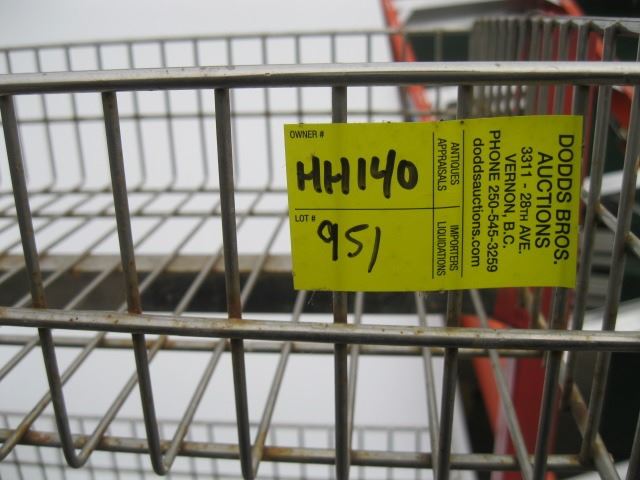 OWNER #
HH140
LOT #
951
ANTIQUES
APPRAISALS
IMPORTERS
LIQUIDATIONS
DODDS BROS.
AUCTIONS
3311 - 28TH AVE.
VERNON, B.C.
PHONE 250-545-3259
doddsauctions.com